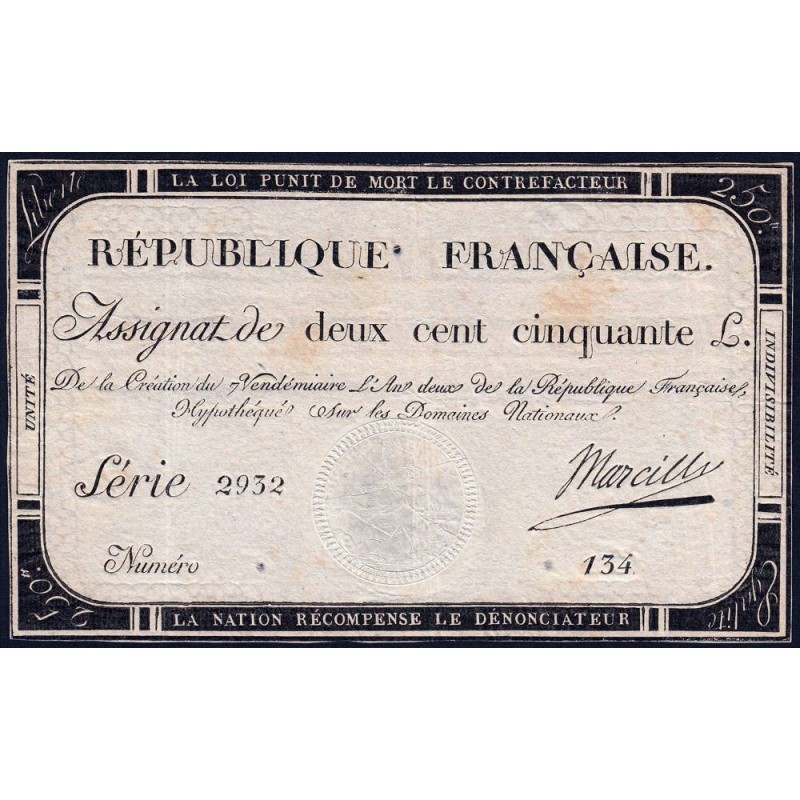 LA LOI PUNIT DE MORT LE CONTREFACTEUR
Liberté
250.
RÉPUBLIQUE FRANÇAISE.
Assignat de deux cent cinquante L.
De la Création du 7 Vendémiaire L'An deux de la République Française,
Hypothéqué sur les Domaines Nationaux.
UNITÉ
INDIVISIBILITÉ
Série 2932
Marcilly
Numéro
134
250.
Égalité
LA NATION RÉCOMPENSE LE DÉNONCIATEUR